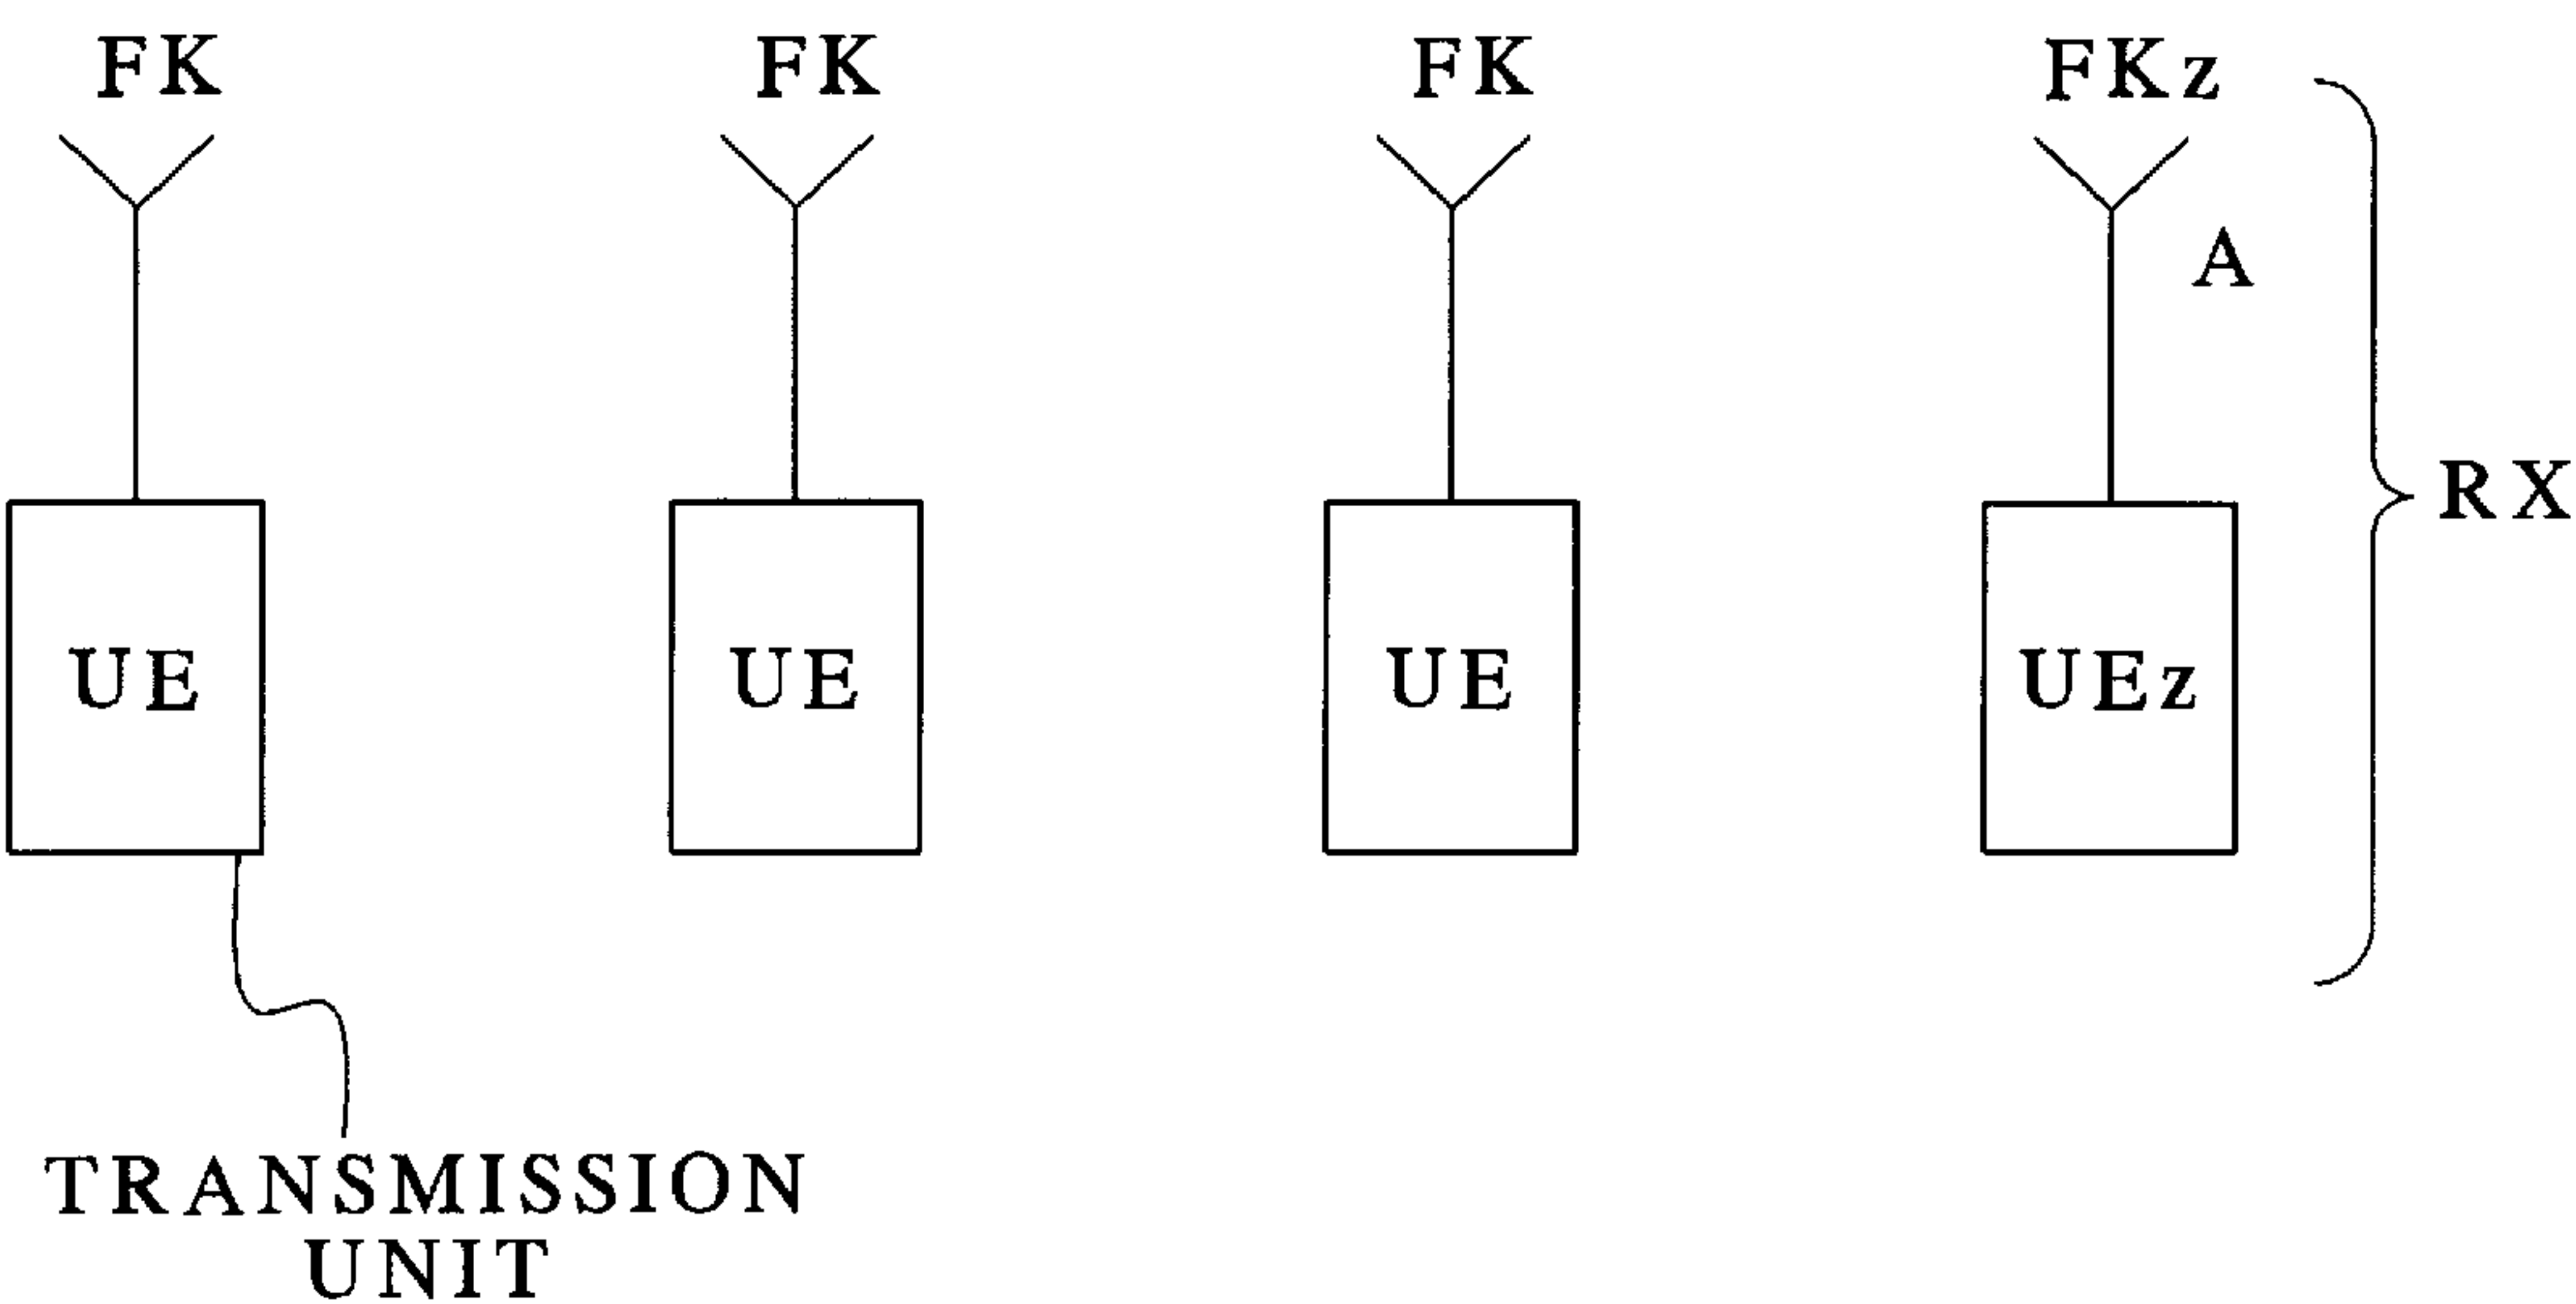 FK FK FK FKz
A
RX
UE UE UE UEz
TRANSMISSION
UNIT